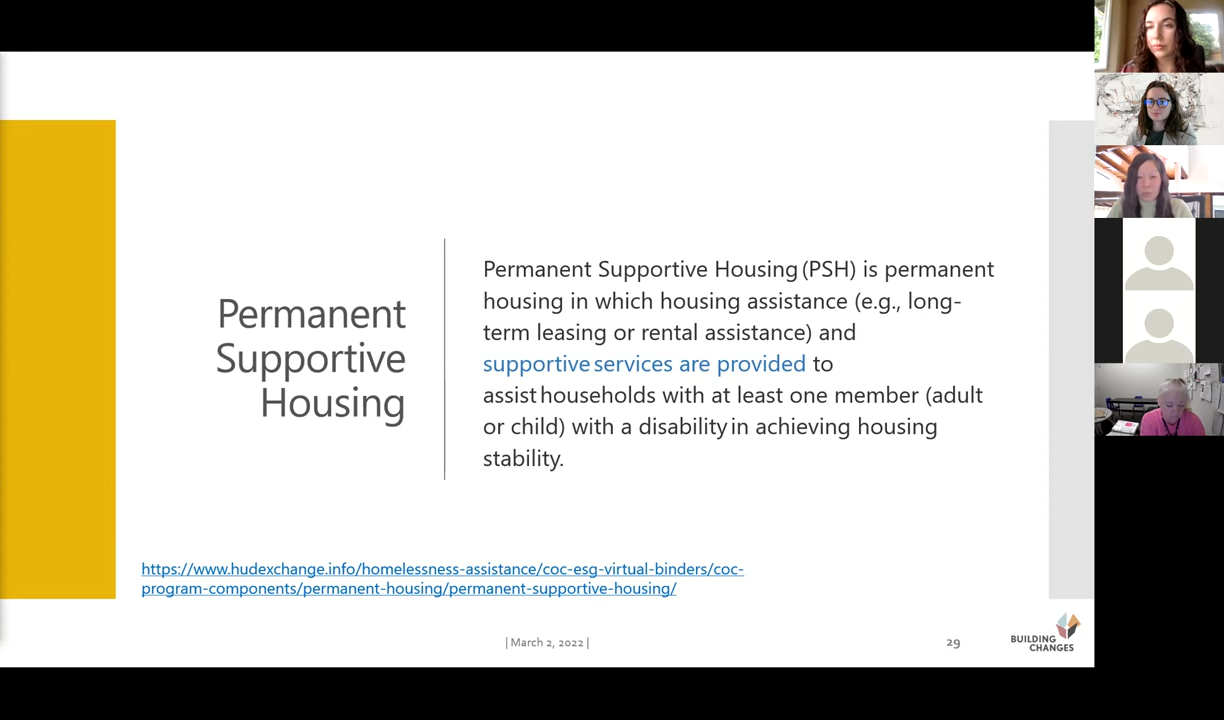 Permanent
Supportive
Housing
Permanent Supportive Housing (PSH) is permanent
housing in which housing assistance (e.g., long-
term leasing or rental assistance) and
supportive services are provided to
assist households with at least one member (adult
or child) with a disability in achieving housing
stability.
https://www.hudexchange.info/homelessness-assistance/coc-esg-virtual-binders/coc-
program-components/permanent-housing/permanent-supportive-housing/
| March 2, 2022 |
29
BUILDING
CHANGES